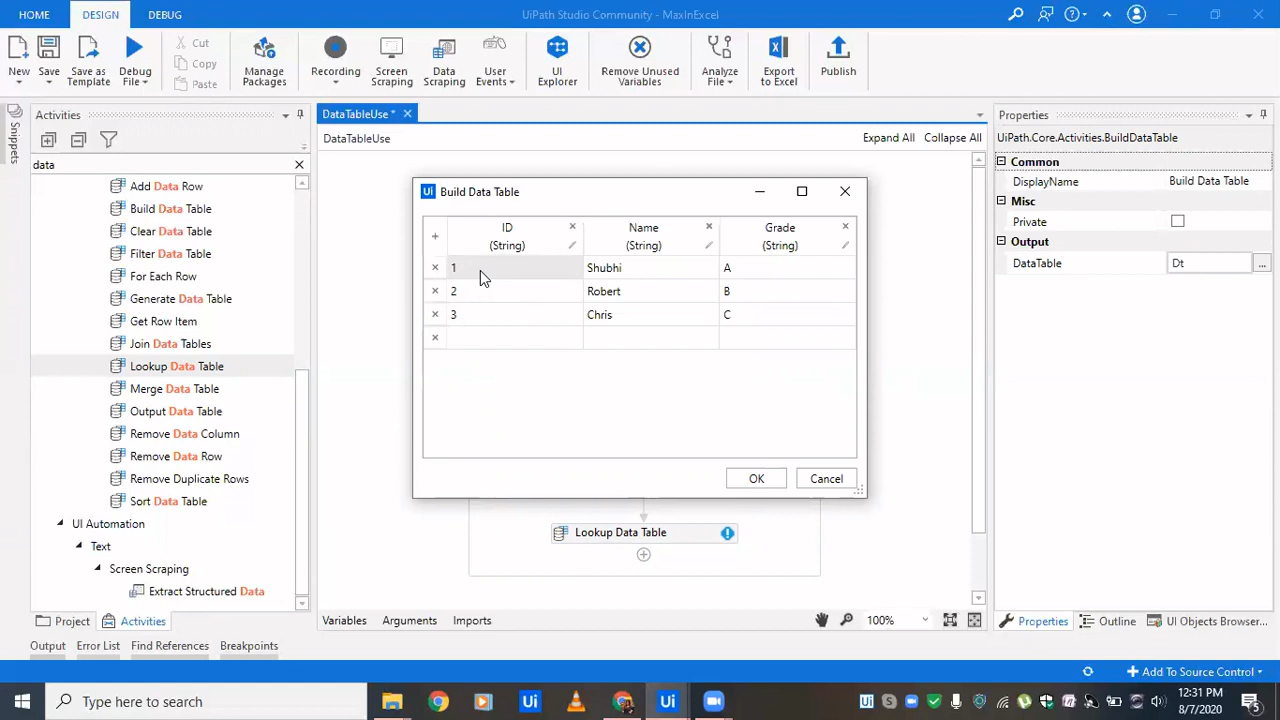 HOME
DESIGN
DEBUG
UiPath Studio Community - MaxInExcel
New
Save
Save as Template
Debug File
Cut
Copy
Paste
Manage Packages
Recording
Screen Scraping
Data Scraping
User Events
UI Explorer
Remove Unused Variables
Analyze File
Export to Excel
Publish
Snippets
Activities
data
Add Data Row
Build Data Table
Clear Data Table
Filter Data Table
For Each Row
Generate Data Table
Get Row Item
Join Data Tables
Lookup Data Table
Merge Data Table
Output Data Table
Remove Data Column
Remove Data Row
Remove Duplicate Rows
Sort Data Table
UI Automation
Text
Screen Scraping
Extract Structured Data
Project
Activities
DataTableUse *
DataTableUse
Expand All
Collapse All
Ui Build Data Table
ID (String)
Name (String)
Grade (String)
1 Shubhi A
2 Robert B
3 Chris C
OK
Cancel
Lookup Data Table
Variables
Arguments
Imports
100%
Properties
UiPath.Core.Activities.BuildDataTable
Common
DisplayName Build Data Table
Misc
Private
Output
DataTable Dt ...
Properties
Outline
UI Objects Browser...
Output
Error List
Find References
Breakpoints
Add To Source Control
Type here to search
12:31 PM
8/7/2020
5